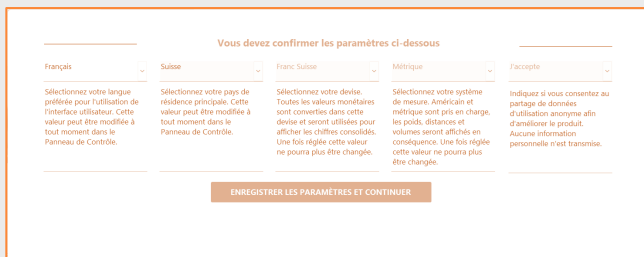 Vous devez confirmer les paramètres ci-dessous
Français
Suisse
Franc Suisse
Métrique
J'accepte
Sélectionnez votre langue
préférée pour l'utilisation de
l'interface utilisateur. Cette
valeur peut être modifiée à
tout moment dans le
Panneau de Contrôle.
Sélectionnez votre pays de
résidence principale. Cette
valeur peut être modifiée à
tout moment dans le
Panneau de Contrôle.
Sélectionnez votre devise.
Toutes les valeurs monétaires
sont converties dans cette
devise et seront utilisées pour
afficher les chiffres consolidés.
Une fois réglée cette valeur
ne pourra plus être changée.
Sélectionnez votre système
de mesure. Américain et
métrique sont pris en charge,
les poids, distances et
volumes seront affichés en
conséquence. Une fois réglée
cette valeur ne pourra plus
être changée.
Indiquez si vous consentez au
partage de données
d'utilisation anonyme afin
d'améliorer le produit.
Aucune information
personnelle n'est transmise.
ENREGISTRER LES PARAMÈTRES ET CONTINUER